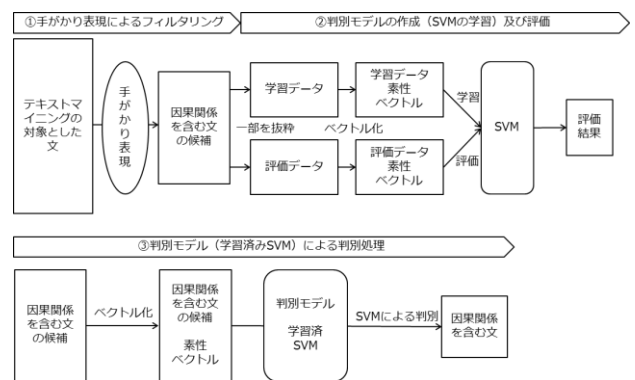 ①手がかり表現によるフィルタリング
②判別モデルの作成（SVMの学習）及び評価
テキストマ
イニングの
対象とした
文
手がかり表現
因果関係
を含む文
の候補
一部を抜粋
学習データ
評価データ
ベクトル化
学習データ
素性
ベクトル
評価データ
素性
ベクトル
学習
評価
SVM
評価
結果
③判別モデル（学習済みSVM）による判別処理
因果関係
を含む文
の候補
ベクトル化
因果関係
を含む文
の候補
素性
ベクトル
判別モデル
学習済
SVM
SVMによる判別
因果関係
を含む文